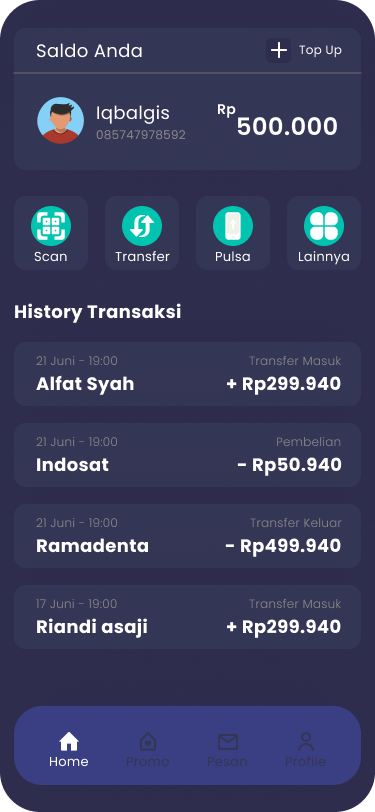 Saldo Anda
Top Up
Iqbalgis
085747978592
Rp 500.000
Scan
Transfer
Pulsa
Lainnya
History Transaksi
21 Juni - 19:00
Transfer Masuk
Alfat Syah
+ Rp299.940
21 Juni - 19:00
Pembelian
Indosat
- Rp50.940
21 Juni - 19:00
Transfer Keluar
Ramadenta
- Rp499.940
17 Juni - 19:00
Transfer Masuk
Riandi asaji
+ Rp299.940
Home
Promo
Pesan
Profile